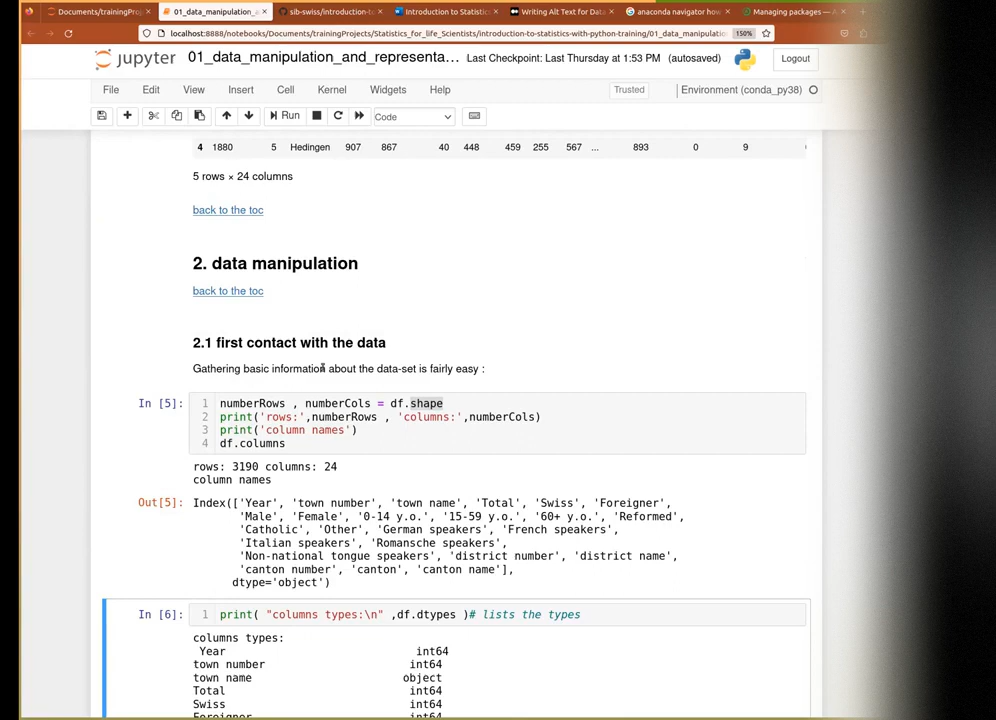 Documents/trainingProj
01_data_manipulation_a
sib-swiss/introduction-to
Introduction to Statistic
Writing Alt Text for Data
anaconda navigator how
Managing packages —
localhost:8888/notebooks/Documents/trainingProjects/Statistics_for_life_Scientists/introduction-to-statistics-with-python-training/01_data_manipulatio
150%
jupyter 01_data_manipulation_and_representa… Last Checkpoint: Last Thursday at 1:53 PM (autosaved)
Logout
File Edit View Insert Cell Kernel Widgets Help
Trusted
Environment (conda_py38)
Run
Code
4 1880 5 Hedingen 907 867 40 448 459 255 567 ... 893 0 9
5 rows × 24 columns
back to the toc
2. data manipulation
back to the toc
2.1 first contact with the data
Gathering basic information about the data-set is fairly easy :
In [5]: 1 numberRows , numberCols = df.shape
2 print('rows:',numberRows , 'columns:',numberCols)
3 print('column names')
4 df.columns
rows: 3190 columns: 24
column names
Out[5]: Index(['Year', 'town number', 'town name', 'Total', 'Swiss', 'Foreigner',
'Male', 'Female', '0-14 y.o.', '15-59 y.o.', '60+ y.o.', 'Reformed',
'Catholic', 'Other', 'German speakers', 'French speakers',
'Italian speakers', 'Romansche speakers',
'Non-national tongue speakers', 'district number', 'district name',
'canton number', 'canton', 'canton name'],
dtype='object')
In [6]: 1 print( "columns types:\n" ,df.dtypes )# lists the types
columns types:
Year int64
town number int64
town name object
Total int64
Swiss int64
Foreigner int64